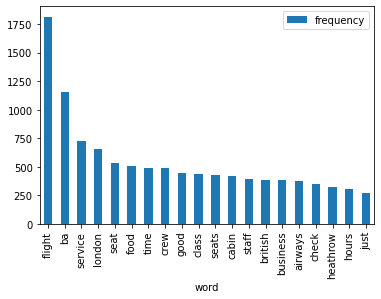 frequency
1750
1500
1250
1000
750
500
250
0
flight
ba
service
london
seat
food
time
crew
good
class
seats
cabin
staff
british
business
airways
check
heathrow
hours
just
word